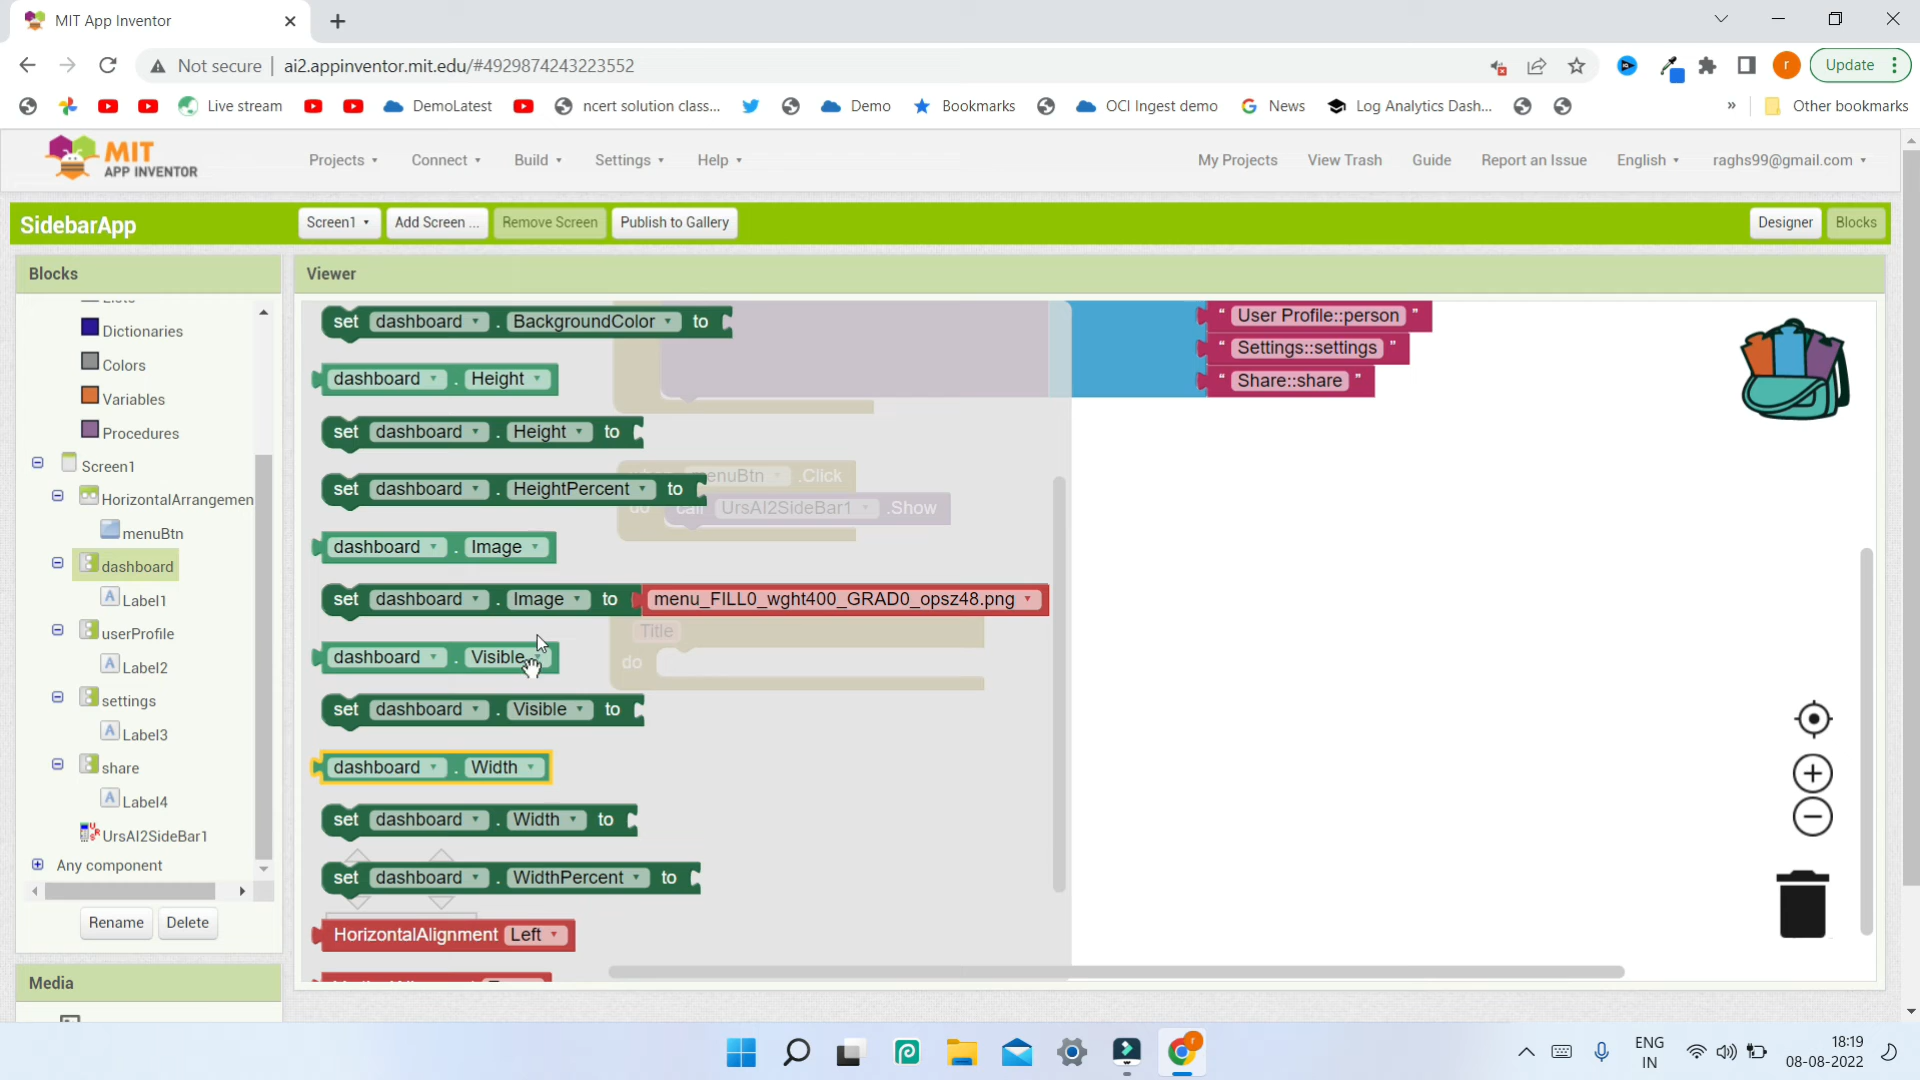 MIT App Inventor
Not secure | ai2.appinventor.mit.edu/#4929874243223552
r
Update
Live stream
DemoLatest
ncert solution class...
Demo
Bookmarks
OCI Ingest demo
News
Log Analytics Dash...
»
Other bookmarks
MIT
APP INVENTOR
Projects
Connect
Build
Settings
Help
My Projects
View Trash
Guide
Report an Issue
English
raghs99@gmail.com
SidebarApp
Screen1
Add Screen ...
Remove Screen
Publish to Gallery
Designer
Blocks
Blocks
Dictionaries
Colors
Variables
Procedures
Screen1
HorizontalArrangemen
menuBtn
dashboard
A Label1
userProfile
A Label2
settings
A Label3
share
A Label4
UrsAI2SideBar1
Any component
Rename
Delete
Media
Viewer
set dashboard . BackgroundColor to
dashboard . Height
set dashboard . Height to
set dashboard . HeightPercent to
dashboard . Image
set dashboard . Image to menu_FILL0_wght400_GRAD0_opsz48.png
dashboard . Visible
set dashboard . Visible to
dashboard . Width
set dashboard . Width to
set dashboard . WidthPercent to
HorizontalAlignment Left
enuBtn .Click
do call UrsAI2SideBar1 .Show
Title
do
“ User Profile::person ”
“ Settings::settings ”
“ Share::share ”
ENG
IN
18:19
08-08-2022